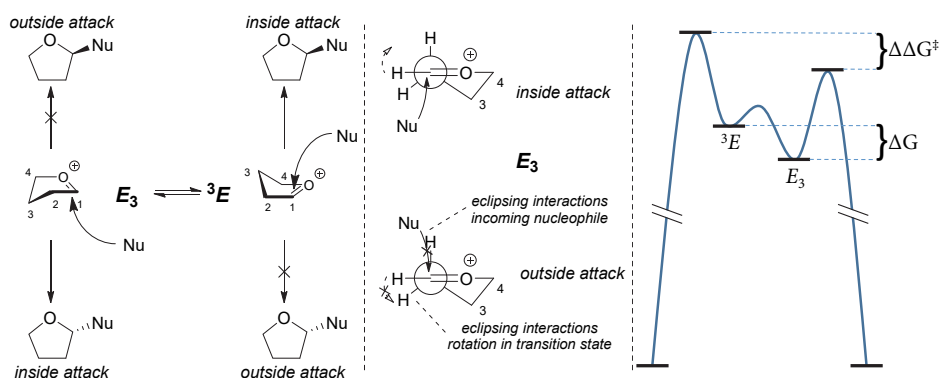 outside attack
O
Nu
4
O
⊕
3
2
1
Nu
O
Nu
inside attack
E3
3E
inside attack
O
Nu
Nu
3
4
O
⊕
2
1
O
Nu
outside attack
H
⊕
H
O
4
H
3
Nu
inside attack
E3
eclipsing interactions
incoming nucleophile
Nu
H
⊕
H
O
4
H
3
outside attack
eclipsing interactions
rotation in transition state
}ΔΔG‡
3E
}ΔG
E3